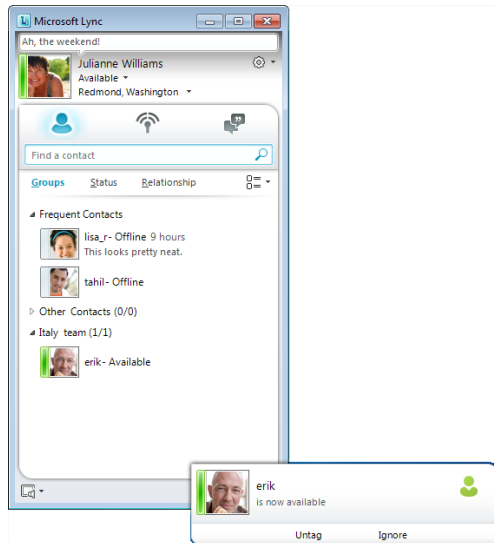 Microsoft Lync
Ah, the weekend!
Julianne Williams
Available
Redmond, Washington
Find a contact
Groups Status Relationship
Frequent Contacts
lisa_r- Offline 9 hours
This looks pretty neat.
tahil- Offline
Other Contacts (0/0)
Italy team (1/1)
erik- Available
erik
is now available
Untag Ignore